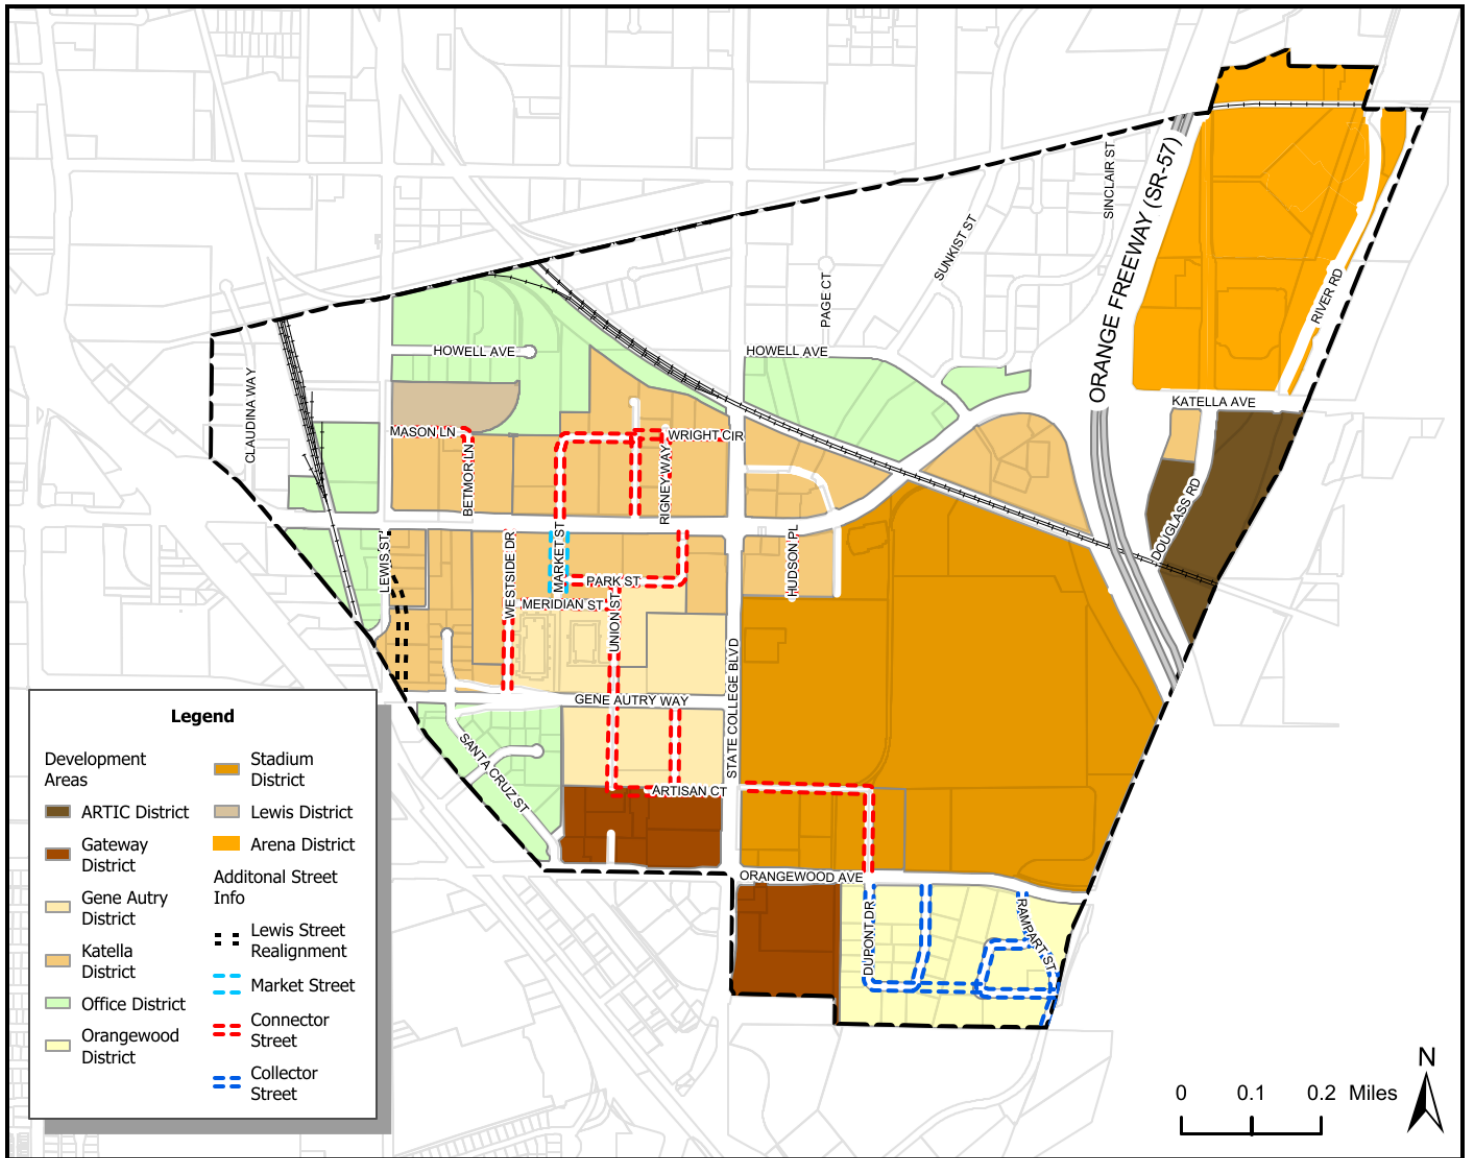 SINCLAIR ST
ORANGE FREEWAY (SR-57)
SUNKIST ST
PAGE CT
RIVER RD
HOWELL AVE
HOWELL AVE
CLAUDINA WAY
KATELLA AVE
MASON LN
WRIGHT CIR
BETMOR LN
RIGNEY WAY
DOUGLASS RD
LEWIS ST
WESTSIDE DR
MARKET ST
HUDSON PL
PARK ST
MERIDIAN ST
UNION ST
STATE COLLEGE BLVD
GENE AUTRY WAY
SANTA CRUZ ST
ARTISAN CT
ORANGEWOOD AVE
DUPONT DR
RAMPART ST
Legend
Development
Areas
ARTIC District
Gateway
District
Gene Autry
District
Katella
District
Office District
Orangewood
District
Stadium
District
Lewis District
Arena District
Additonal Street
Info
Lewis Street
Realignment
Market Street
Connector
Street
Collector
Street
N
0 0.1 0.2 Miles